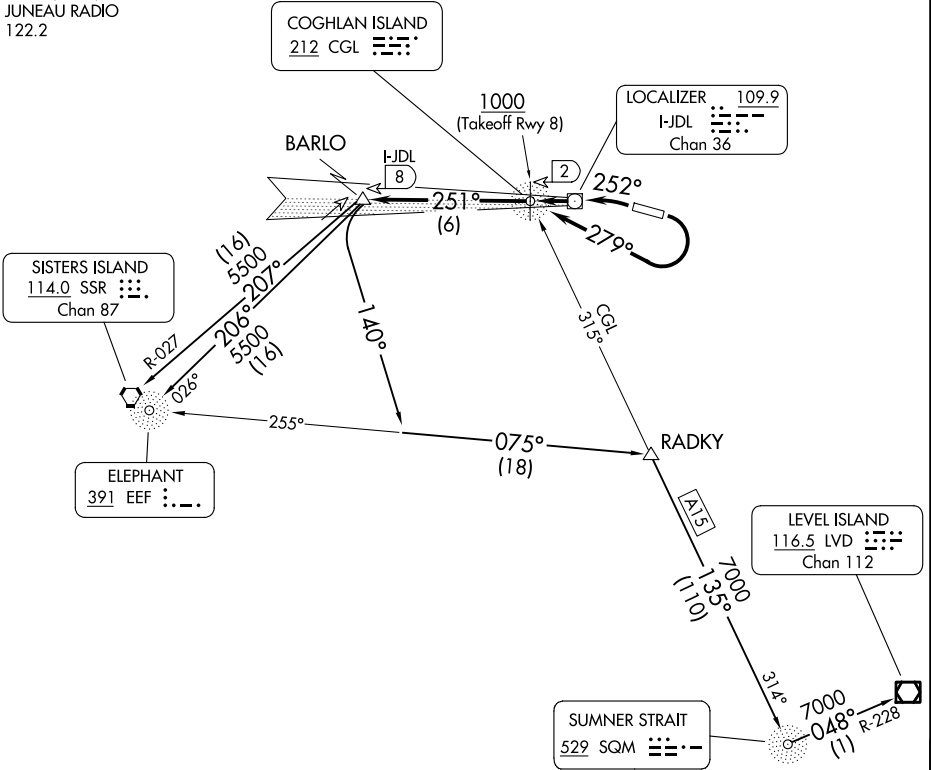 JUNEAU RADIO
122.2
COGHLAN ISLAND
212 CGL
1000
(Takeoff Rwy 8)
LOCALIZER 109.9
I-JDL
Chan 36
BARLO
I-JDL
8
2
252°
251°
(6)
279°
(16)
5500
207°
206°
5500
(16)
SISTERS ISLAND
114.0 SSR
Chan 87
R-027
026°
140°
CGL
315°
255°
075°
(18)
RADKY
ELEPHANT
391 EEF
A15
7000
135°
(110)
LEVEL ISLAND
116.5 LVD
Chan 112
314°
7000
048°
(1)
R-228
SUMNER STRAIT
529 SQM